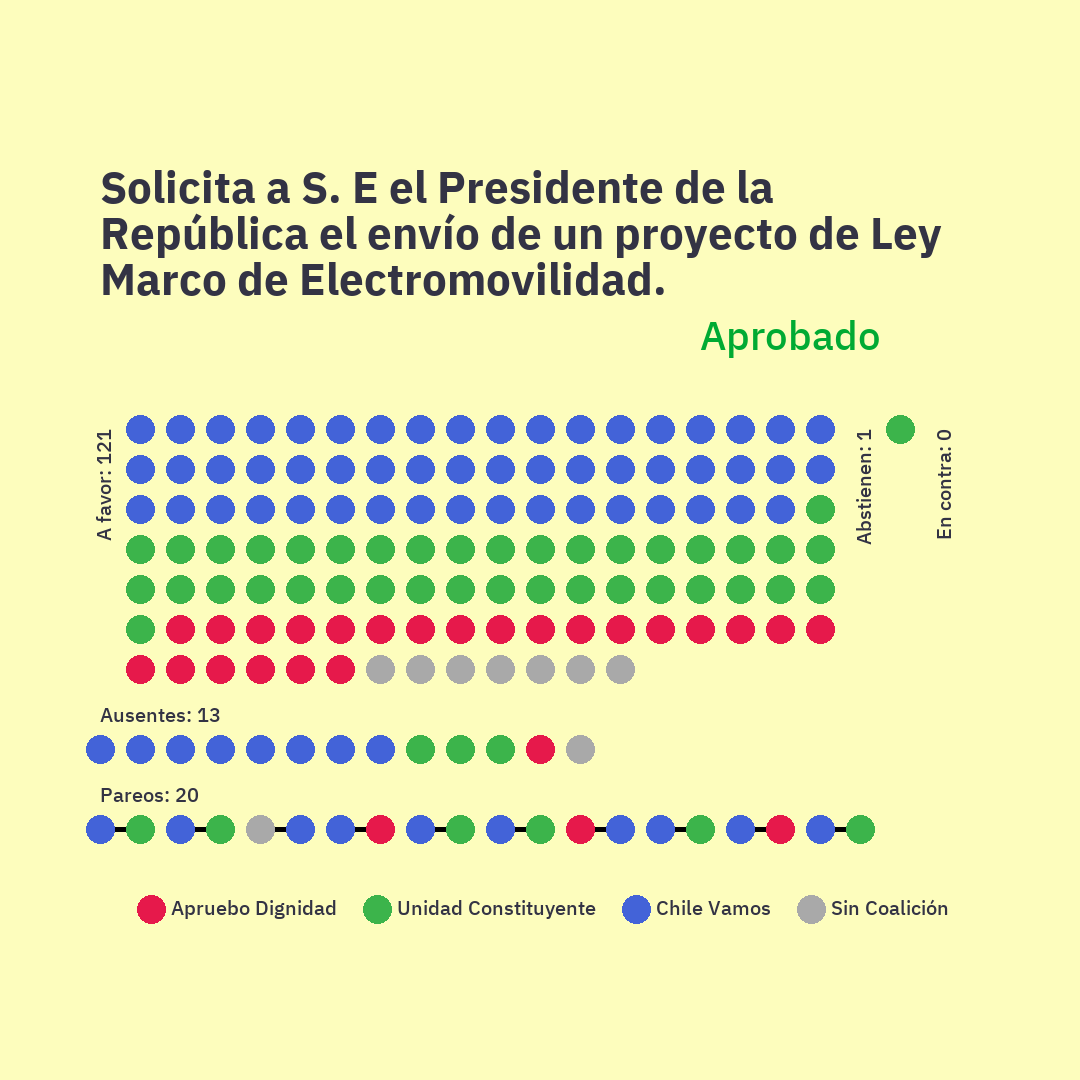 Solicita a S. E el Presidente de la
República el envío de un proyecto de Ley
Marco de Electromovilidad.
Aprobado
A favor: 121
Abstienen: 1
En contra: 0
Ausentes: 13
Pareos: 20
Apruebo Dignidad
Unidad Constituyente
Chile Vamos
Sin Coalición